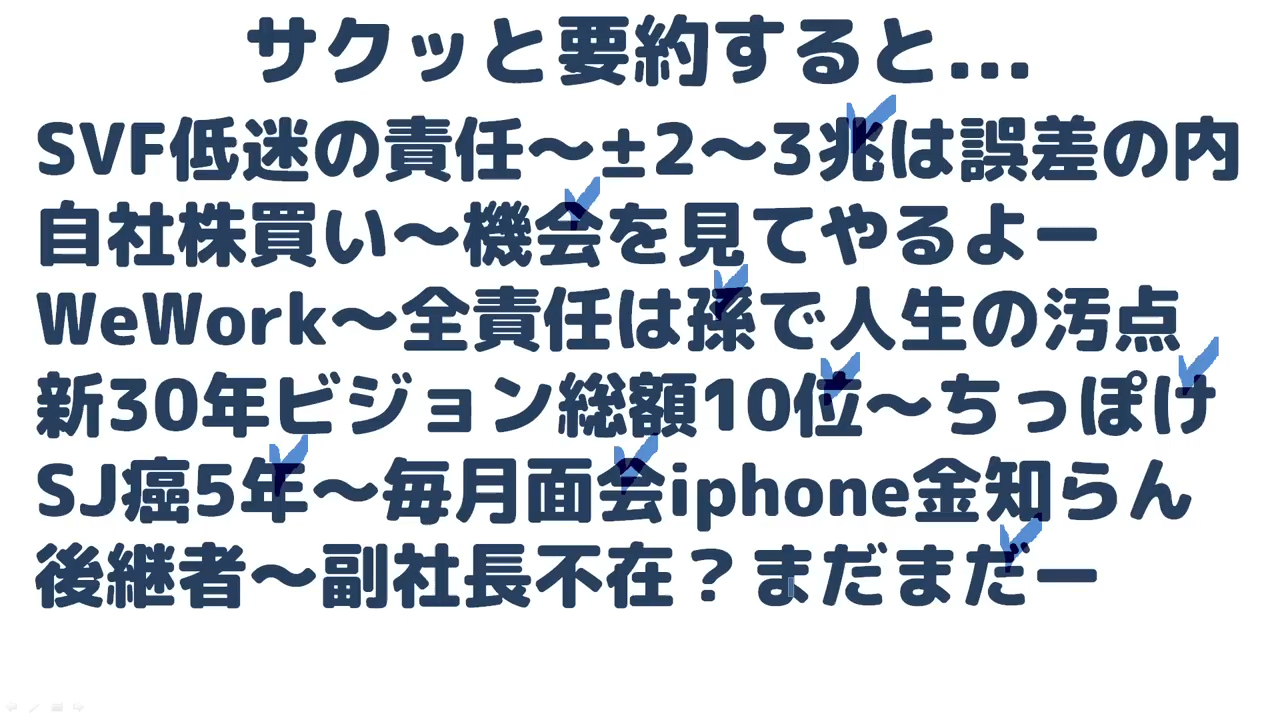 サクッと要約すると...
SVF低迷の責任～±2～3兆は誤差の内
自社株買い～機会を見てやるよー
WeWork～全責任は孫で人生の汚点
新30年ビジョン総額10位～ちっぽけ
SJ癌5年～毎月面会iphone金知らん
後継者～副社長不在？まだまだー